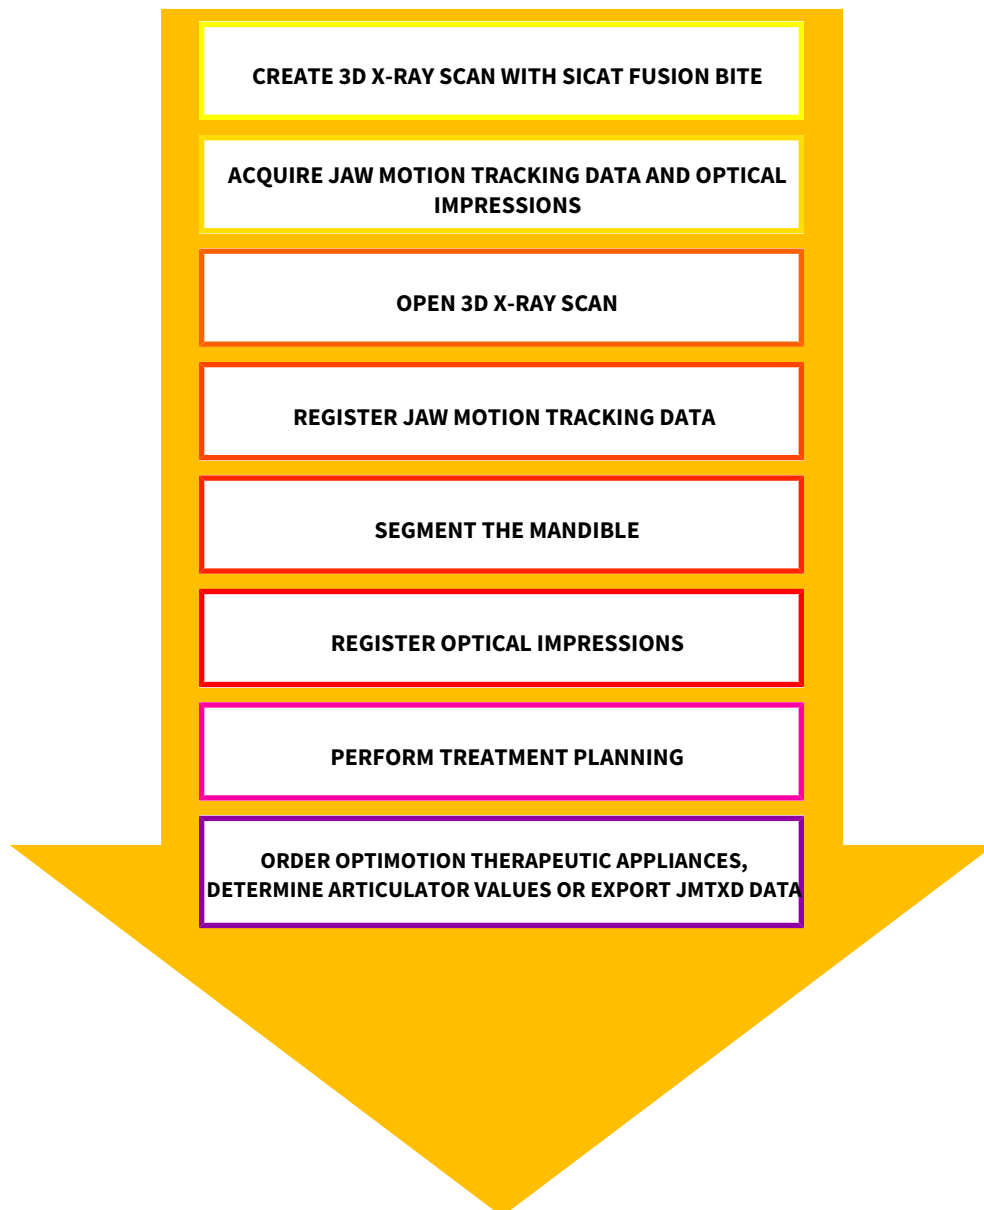 CREATE 3D X-RAY SCAN WITH SICAT FUSION BITE
ACQUIRE JAW MOTION TRACKING DATA AND OPTICAL
IMPRESSIONS
OPEN 3D X-RAY SCAN
REGISTER JAW MOTION TRACKING DATA
SEGMENT THE MANDIBLE
REGISTER OPTICAL IMPRESSIONS
PERFORM TREATMENT PLANNING
ORDER OPTIMOTION THERAPEUTIC APPLIANCES,
DETERMINE ARTICULATOR VALUES OR EXPORT JMTXD DATA